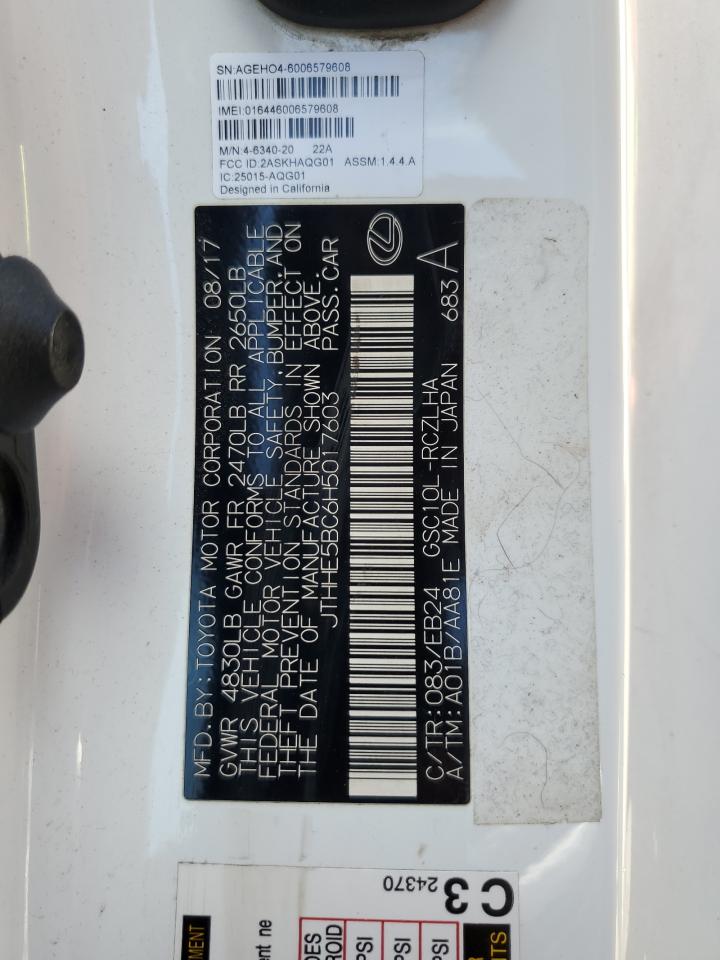 SN:AGEHO4-6006579608
IMEI:016446006579608
M/N:4-6340-20 22A
FCC ID:2ASKHAQG01 ASSM:1.4.4.A
IC:25015-AQG01
Designed in California
MFD.BY:TOYOTA MOTOR CORPORATION 08/17
GVWR 4830LB GAWR FR 2470LB RR 2650LB
THIS VEHICLE CONFORMS TO ALL APPLICABLE
FEDERAL MOTOR VEHICLE SAFETY,BUMPER,AND
THEFT PREVENTION STANDARDS IN EFFECT ON
THE DATE OF MANUFACTURE SHOWN ABOVE.
JTHHE5BC6H5017603 PASS.CAR
C/TR:083/EB24 GSC10L -RCZLHA
A/TM:A01B/AA81E MADE IN JAPAN 683 A
C3
24370
PSI
PSI
PSI